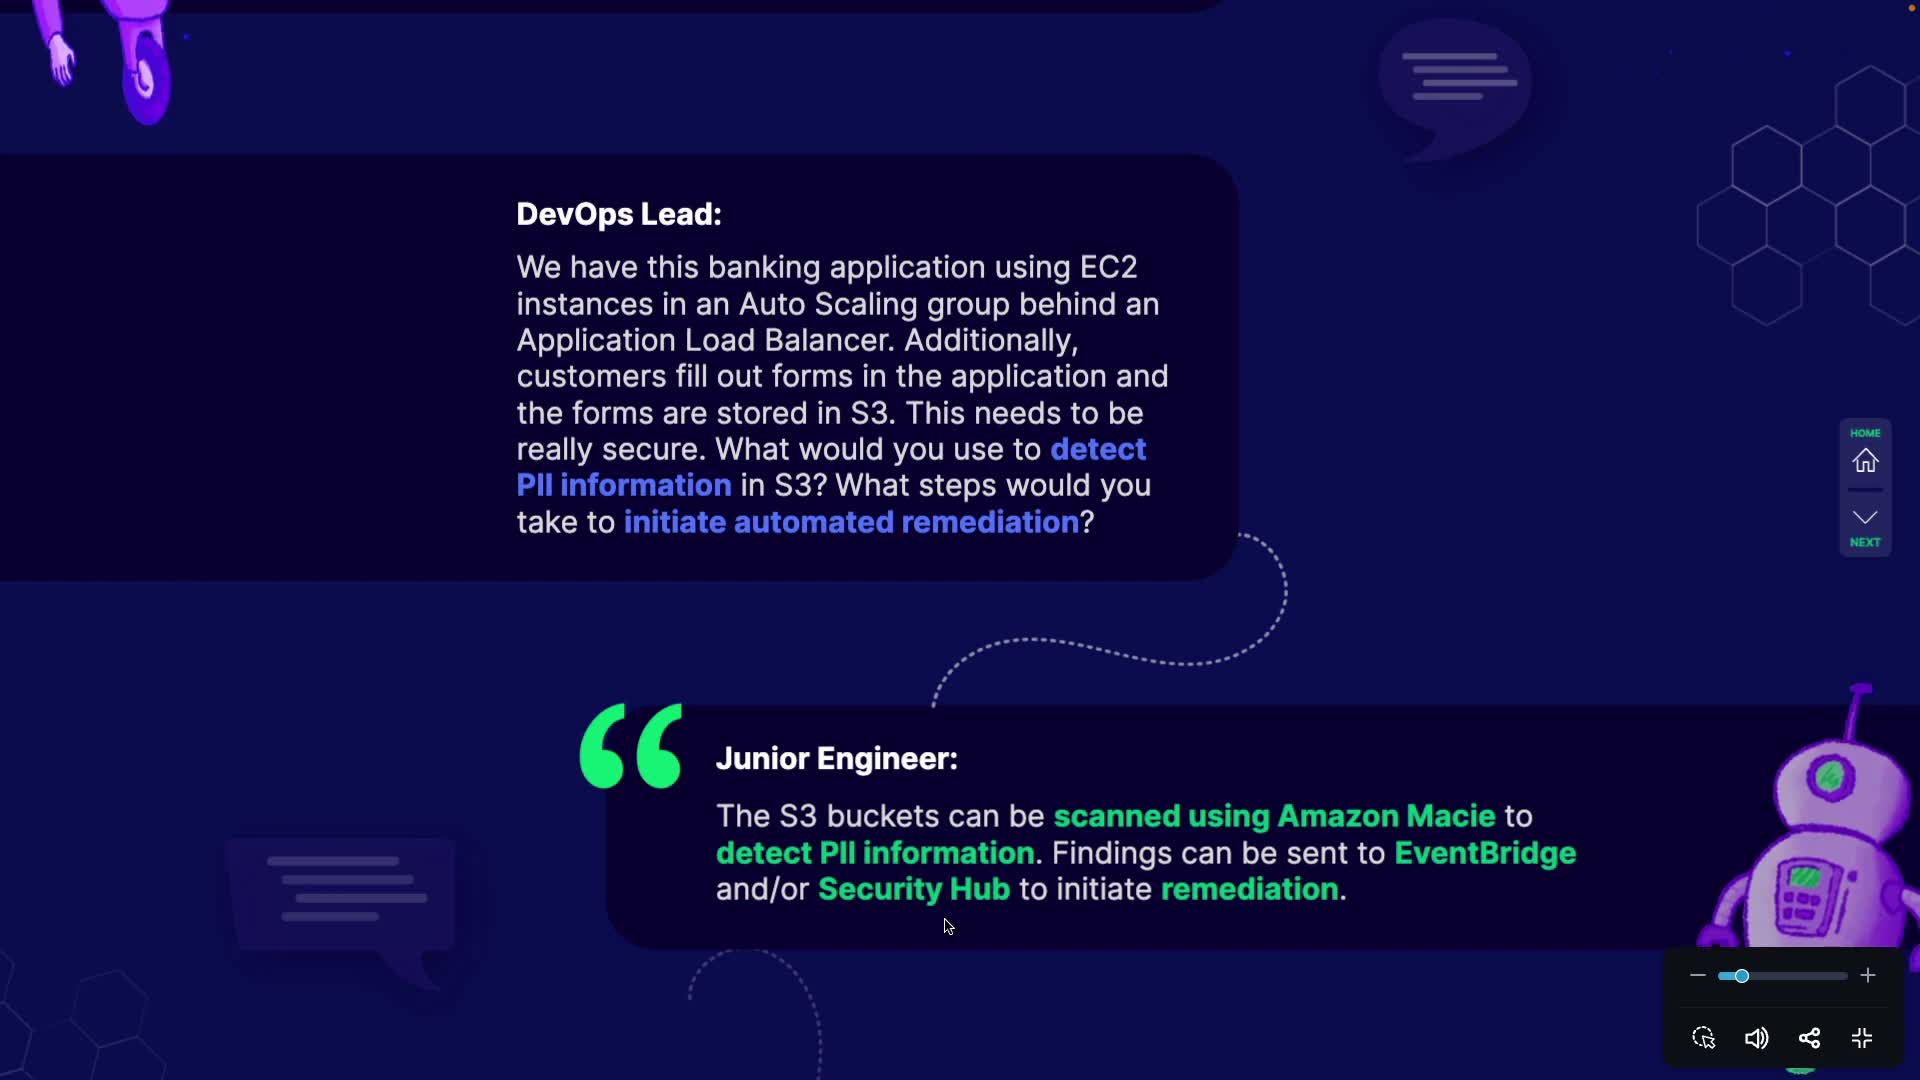 DevOps Lead:
We have this banking application using EC2
instances in an Auto Scaling group behind an
Application Load Balancer. Additionally,
customers fill out forms in the application and
the forms are stored in S3. This needs to be
really secure. What would you use to detect
PII information in S3? What steps would you
take to initiate automated remediation?
HOME
NEXT
Junior Engineer:
The S3 buckets can be scanned using Amazon Macie to
detect PII information. Findings can be sent to EventBridge
and/or Security Hub to initiate remediation.